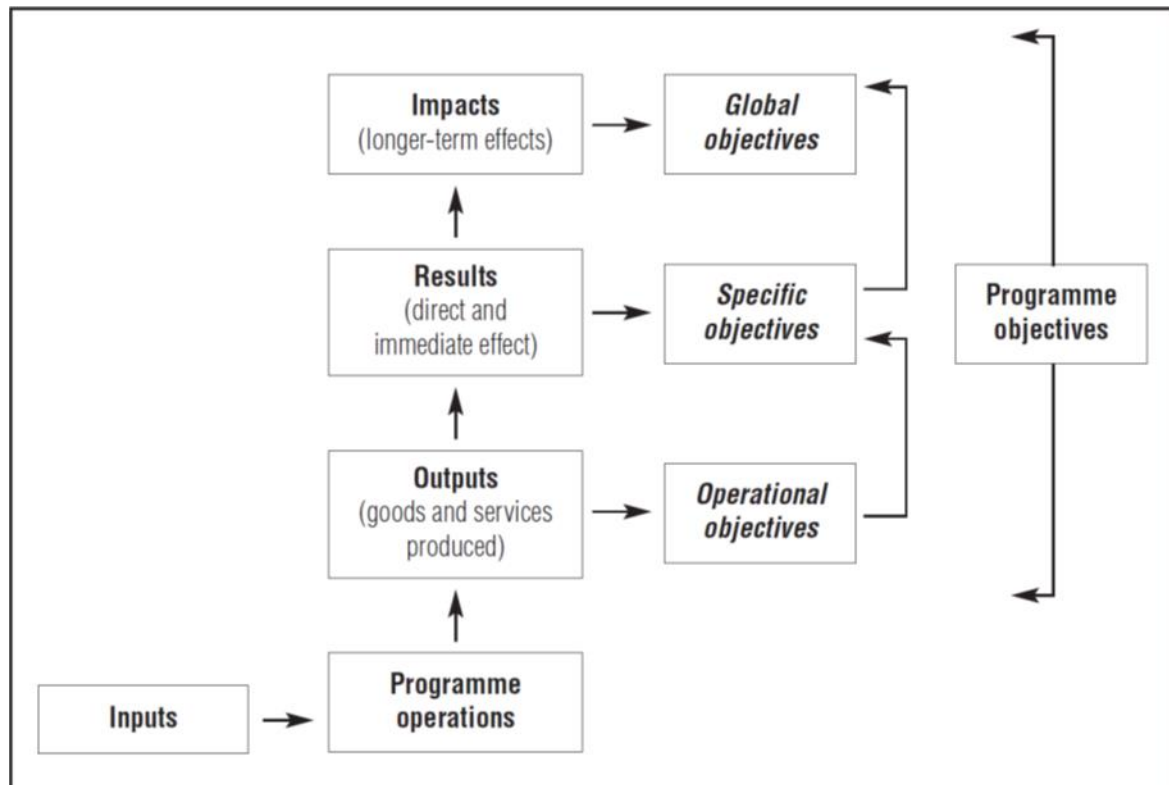 Impacts
(longer-term effects)
Global
objectives
Results
(direct and
immediate effect)
Specific
objectives
Programme
objectives
Outputs
(goods and services
produced)
Operational
objectives
Inputs
Programme
operations